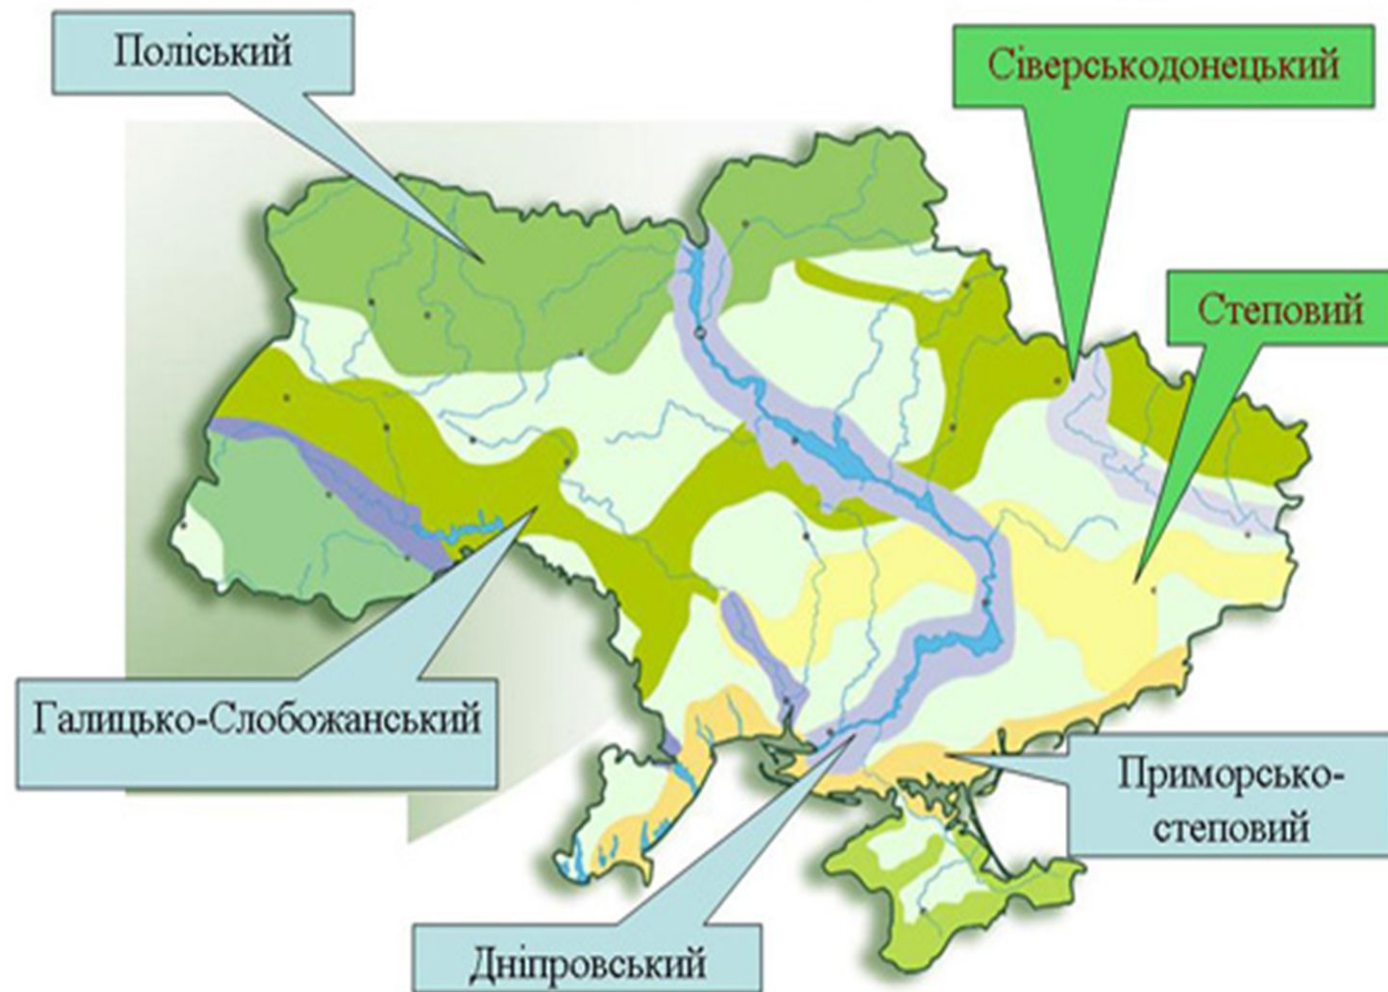 Поліський
Сіверськодонецький
Степовий
Галицько-Слобожанський
Приморсько-
степовий
Дніпровський